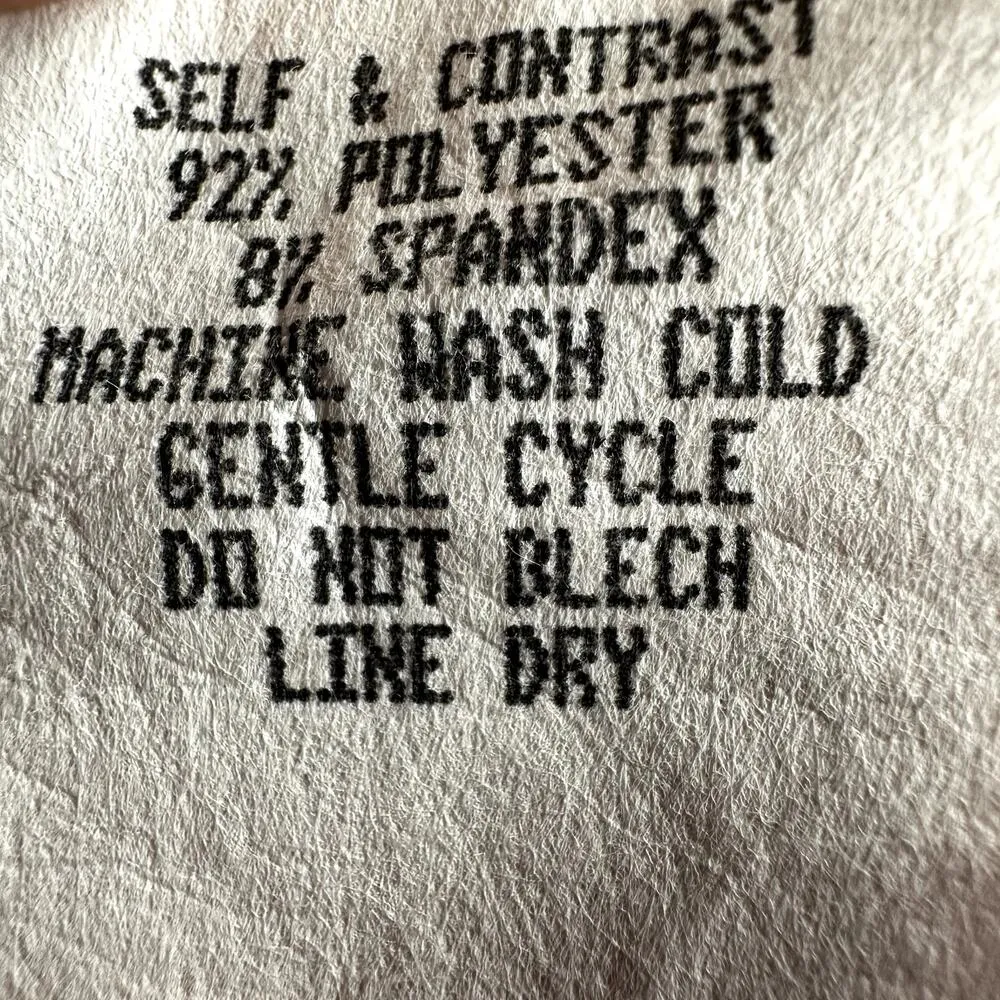 SELF & CONTRAST
92% POLYESTER
8% SPANDEX
MACHINE WASH COLD
GENTLE CYCLE
DO NOT BLECH
LINE DRY